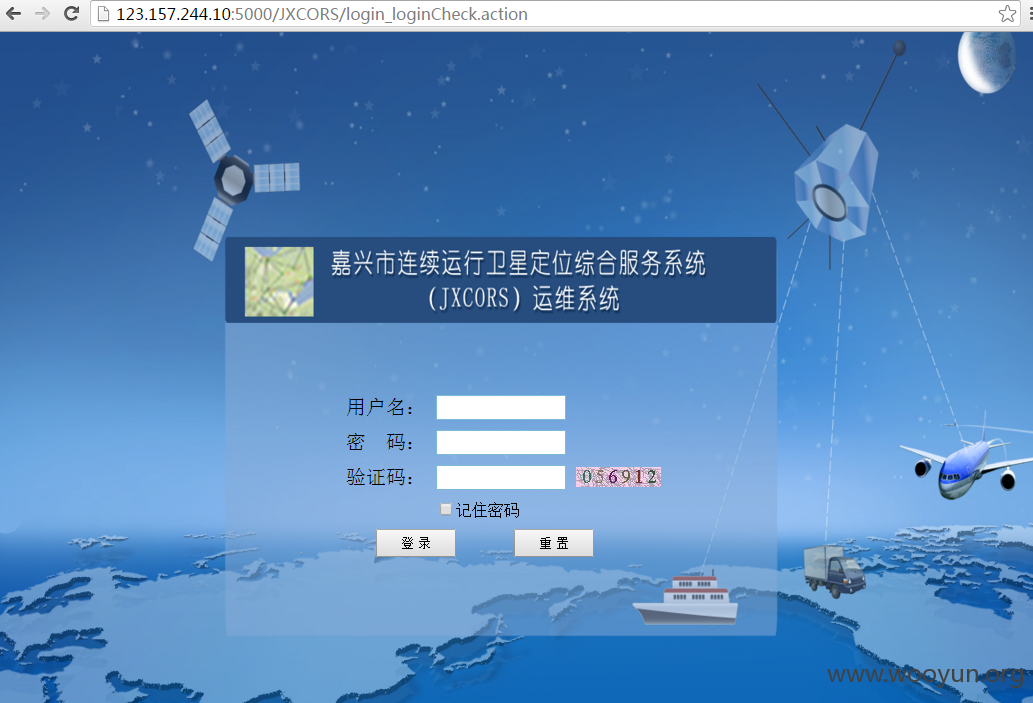 123.157.244.10:5000/JXCORS/login_loginCheck.action
嘉兴市连续运行卫星定位综合服务系统
（JXCORS）运维系统
用户名：
密 码：
验证码： 056912
记住密码
登 录 重 置
www.wooyun.org